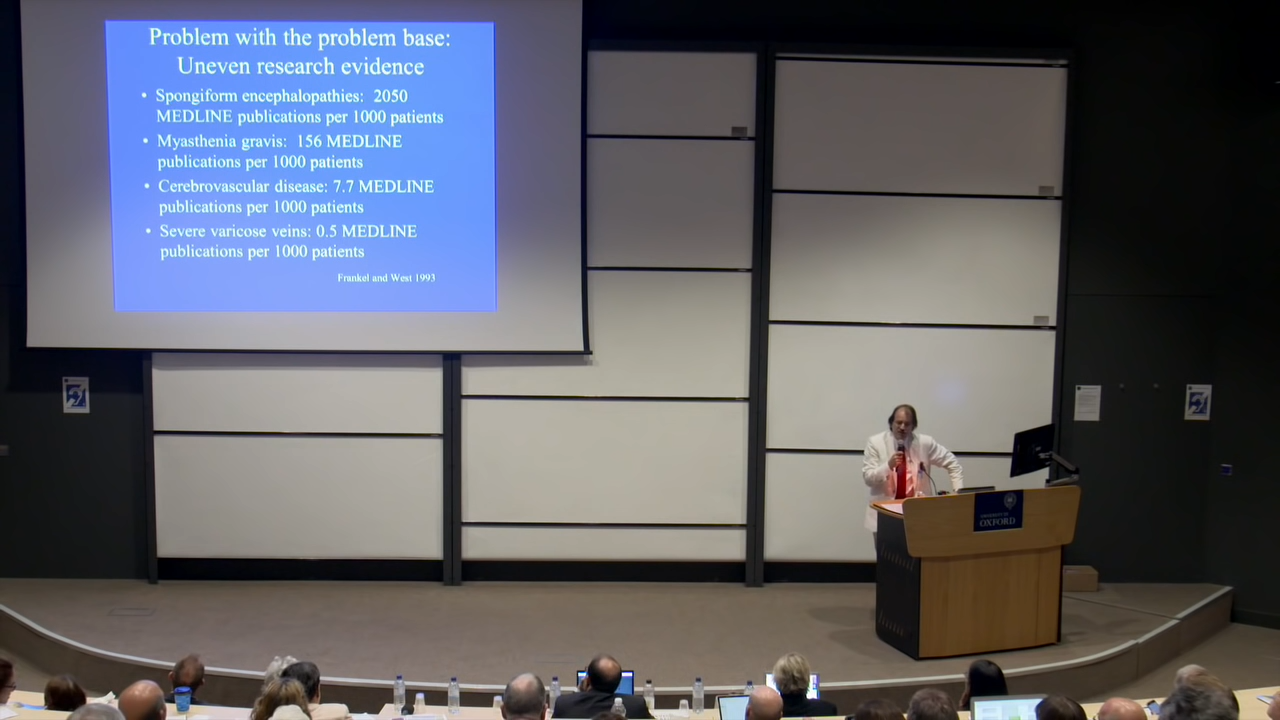 Problem with the problem base:
Uneven research evidence
• Spongiform encephalopathies: 2050
MEDLINE publications per 1000 patients
• Myasthenia gravis: 156 MEDLINE
publications per 1000 patients
• Cerebrovascular disease: 7.7 MEDLINE
publications per 1000 patients
• Severe varicose veins: 0.5 MEDLINE
publications per 1000 patients
Frankel and West 1993
UNIVERSITY OF
OXFORD